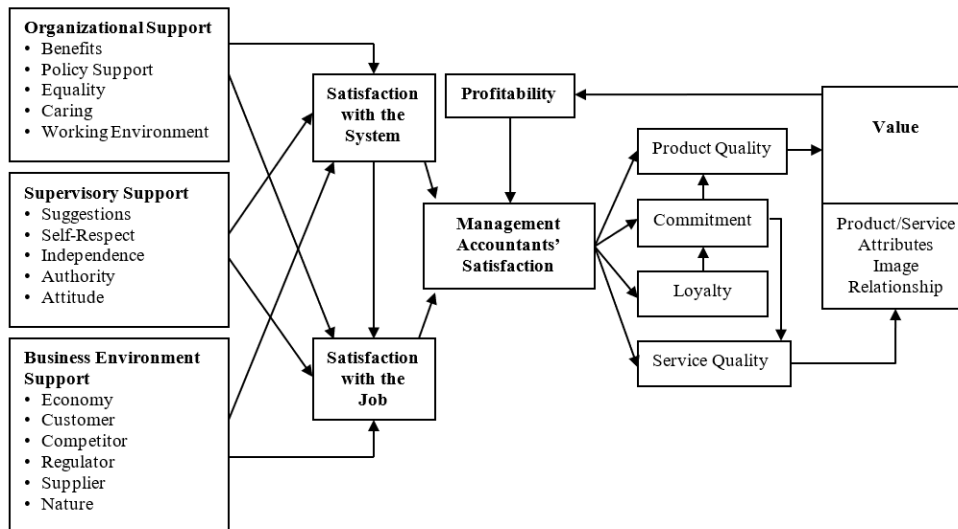 Organizational Support
• Benefits
• Policy Support
• Equality
• Caring
• Working Environment
Supervisory Support
• Suggestions
• Self-Respect
• Independence
• Authority
• Attitude
Business Environment
Support
• Economy
• Customer
• Competitor
• Regulator
• Supplier
• Nature
Satisfaction
with the
System
Satisfaction
with the
Job
Profitability
Management
Accountants’
Satisfaction
Product Quality
Commitment
Loyalty
Service Quality
Value
Product/Service
Attributes
Image
Relationship